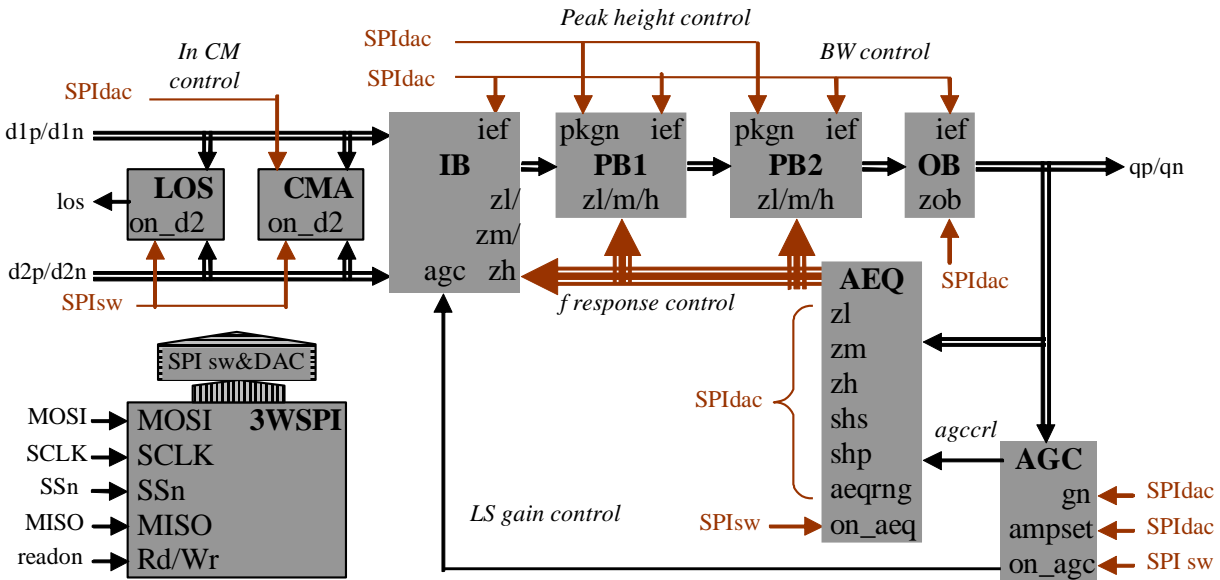 Peak height control
SPIdac
In CM
control
BW control
SPIdac
SPIdac
d1p/d1n
ief
pkgn
ief
pkgn
ief
ief
IB
PB1
PB2
OB
qp/qn
LOS
CMA
los
on_d2
on_d2
zl/
zm/
zh
zl/m/h
zl/m/h
zob
d2p/d2n
agc
SPIsw
f response control
AEQ
SPIdac
zl
zm
zh
shs
shp
aeqrng
on_aeq
SPIdac
SPIsw
SPI sw&DAC
MOSI
MOSI
3WSPI
SCLK
SCLK
SSn
SSn
MISO
MISO
readon
Rd/Wr
agccrl
AGC
gn
SPIdac
ampset
SPIdac
on_agc
SPI sw
LS gain control